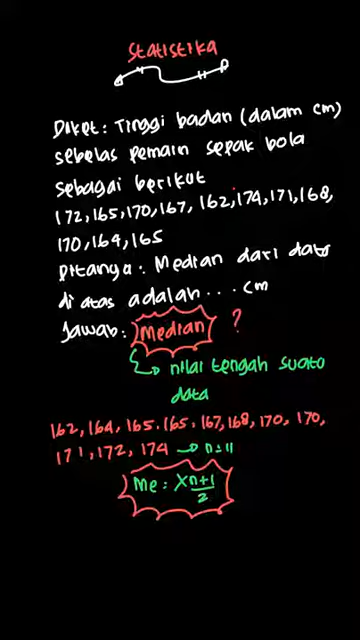 Statistika
Diket: Tinggi badan (dalam cm)
sebelas pemain sepak bola
sebagai berikut
172, 165, 170, 167, 162, 174, 171, 168,
170, 164, 165
Ditanya: Median dari data
di atas adalah... cm
Jawab: Median ?
nilai tengah suatu
data
162, 164, 165. 165, 167, 168, 170, 170,
171, 172, 174 → n = 11
Me = X n+1/2